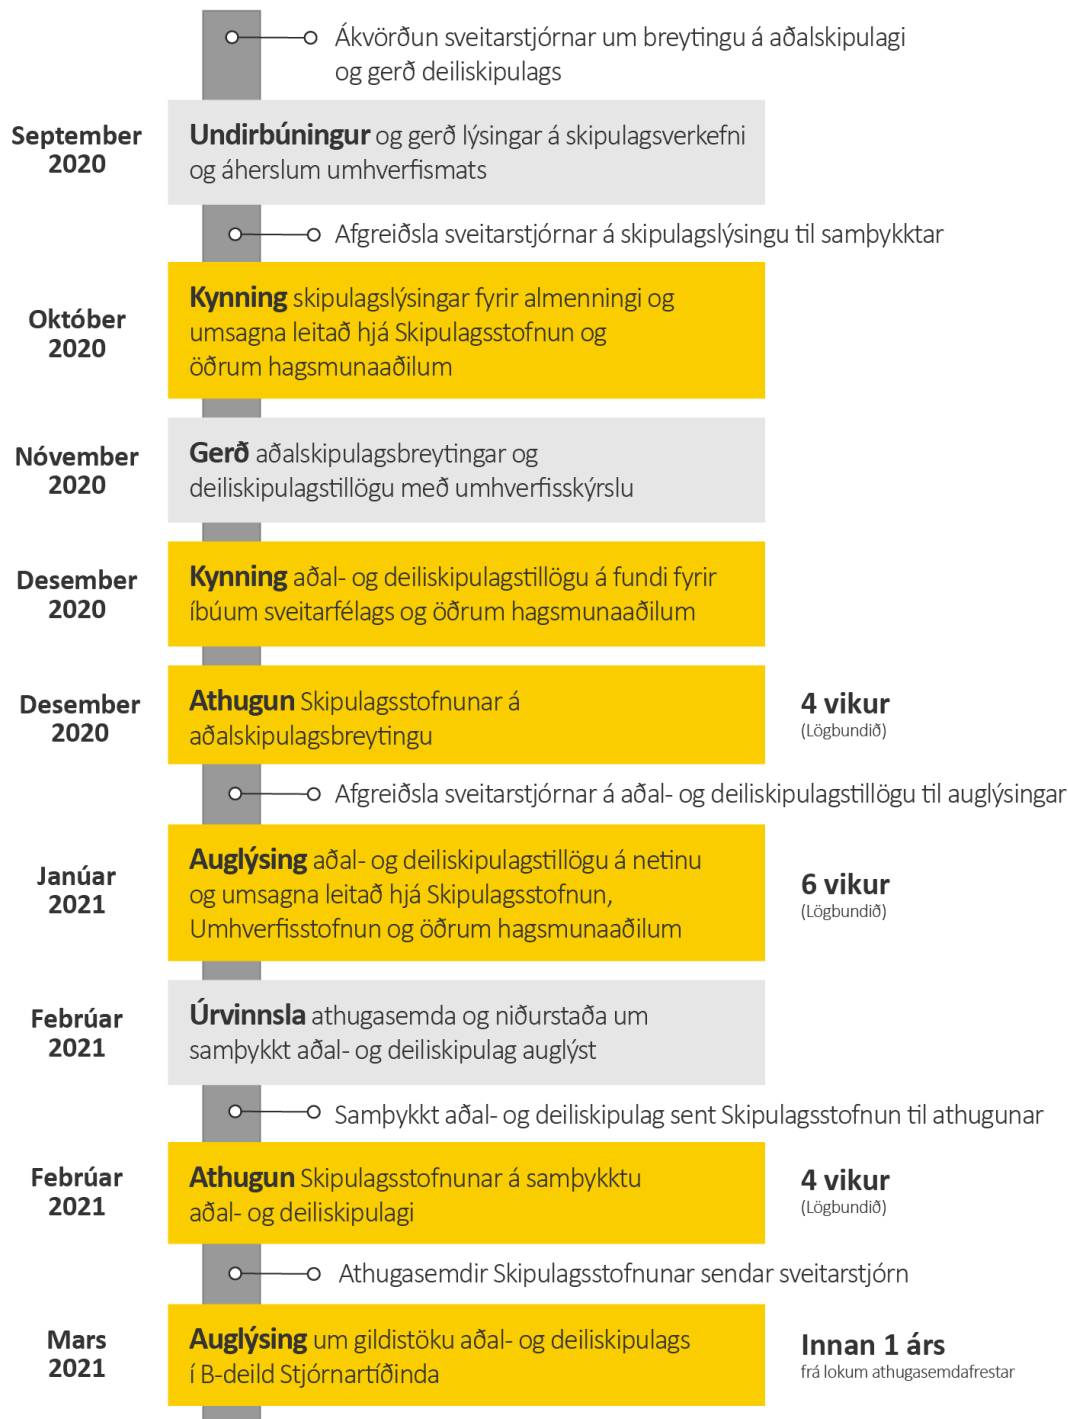 Ákvörðun sveitarstjórnar um breytingu á aðalskipulagi
og gerð deiliskipulags
September
2020
Undirbúningur og gerð lýsingar á skipulagsverkefni
og áherslum umhverfismats
Afgreiðsla sveitarstjórnar á skipulagslýsingu til samþykktar
Október
2020
Kynning skipulagslýsingar fyrir almenningi og
umsagna leitað hjá Skipulagsstofnun og
öðrum hagsmunaaðilum
Nóvember
2020
Gerð aðalskipulagsbreytingar og
deiliskipulagstillögu með umhverfisskýrslu
Desember
2020
Kynning aðal- og deiliskipulagstillögu á fundi fyrir
íbúum sveitarfélags og öðrum hagsmunaaðilum
Desember
2020
Athugun Skipulagsstofnunar á
aðalskipulagsbreytingu
4 vikur
(Lögbundið)
Afgreiðsla sveitarstjórnar á aðal- og deiliskipulagstillögu til auglýsingar
Janúar
2021
Auglýsing aðal- og deiliskipulagstillögu á netinu
og umsagna leitað hjá Skipulagsstofnun,
Umhverfisstofnun og öðrum hagsmunaaðilum
6 vikur
(Lögbundið)
Febrúar
2021
Úrvinnsla athugasemda og niðurstaða um
samþykkt aðal- og deiliskipulag auglýst
Samþykkt aðal- og deiliskipulag sent Skipulagsstofnun til athugunar
Febrúar
2021
Athugun Skipulagsstofnunar á samþykktu
aðal- og deiliskipulagi
4 vikur
(Lögbundið)
Athugasemdir Skipulagsstofnunar sendar sveitarstjórn
Mars
2021
Auglýsing um gildistöku aðal- og deiliskipulags
í B-deild Stjórnartíðinda
Innan 1 árs
frá lokum athugasemdafrestar